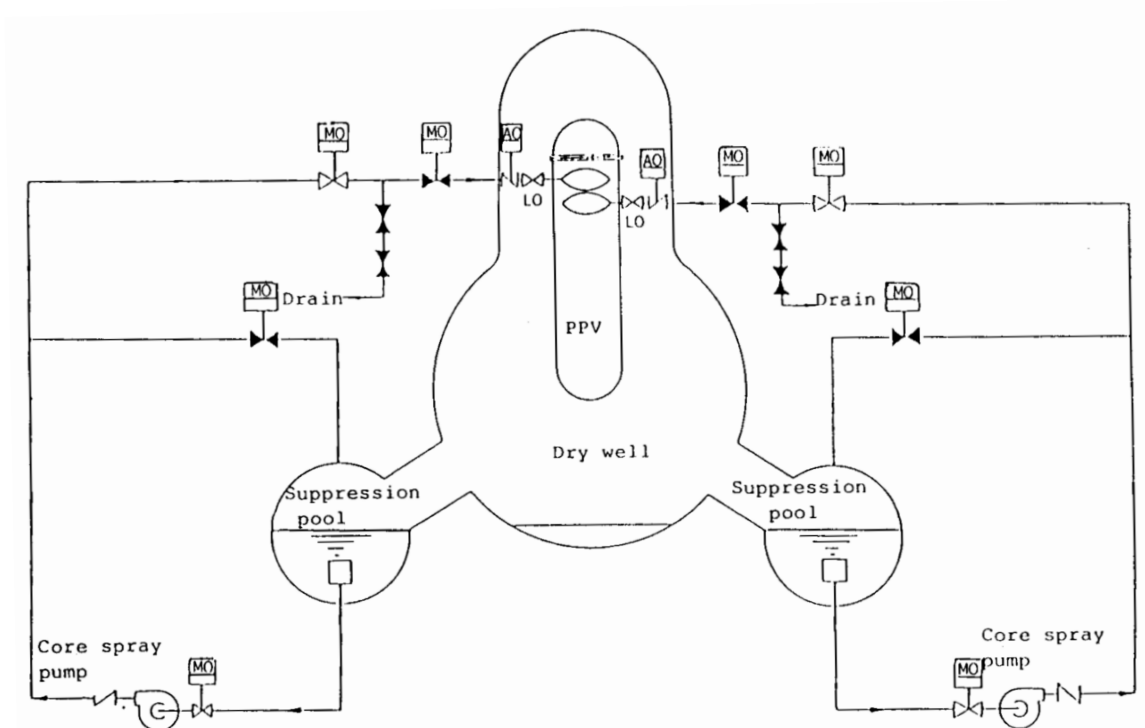 MO
MO
AO
AO
MO
MO
LO
LO
MO
Drain
Drain
MO
PPV
Dry well
Suppression
pool
Suppression
pool
Core spray
pump
MO
Core spray
pump
MO